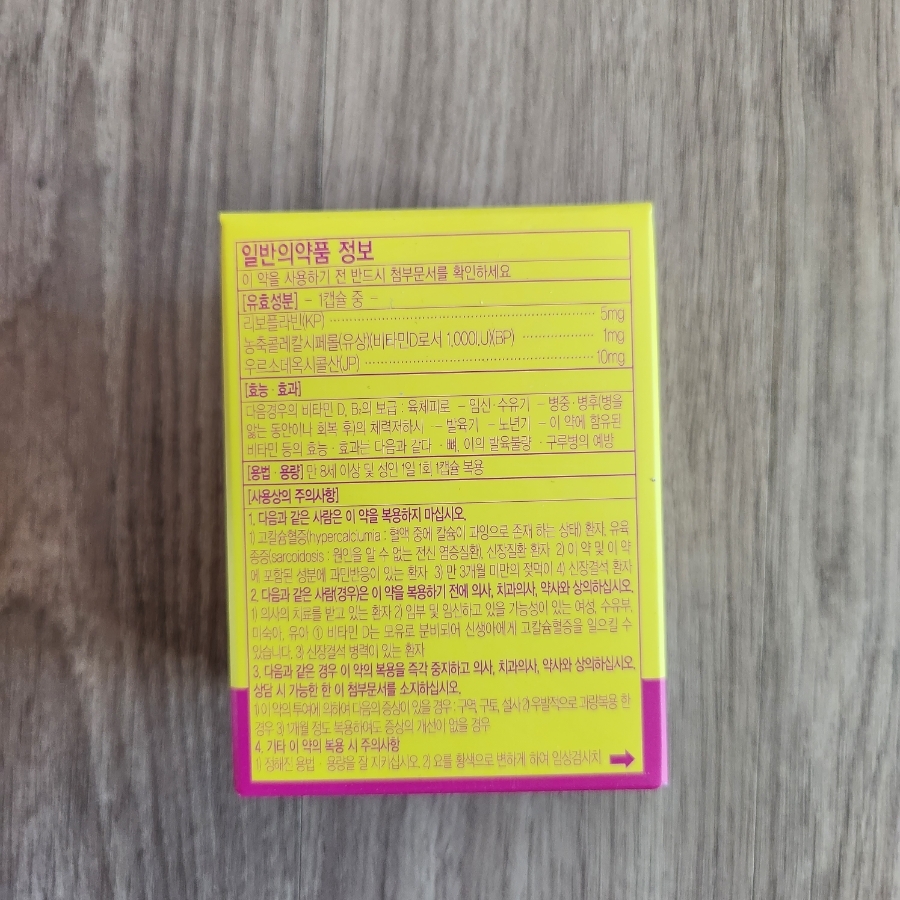 일반의약품 정보
이 약을 사용하기 전 반드시 첨부문서를 확인하세요
[유효성분] - 1캡슐 중 -
리보플라빈(KP) 5mg
농축콜레칼시페롤(유상)(비타민D로서 1,000I.U)(BP) 1mg
우르소데옥시콜산(JP) 10mg
[효능·효과]
다음경우의 비타민 D, B₂의 보급 : 육체피로 - 임신·수유기 - 병중·병후(병을
앓는 동안이나 회복 후)의 체력저하시 - 발육기 - 노년기 - 이 약에 함유된
비타민 등의 효능·효과는 다음과 같다 · 뼈, 이의 발육불량 · 구루병의 예방
[용법·용량] 만 8세 이상 및 성인 1일 1회, 1캡슐 복용
[사용상의 주의사항]
1. 다음과 같은 사람은 이 약을 복용하지 마십시오.
1) 고칼슘혈증(hypercalciuma : 혈액 중에 칼슘이 과잉으로 존재 하는 상태) 환자, 유육
종증(sarcoidosis : 원인을 알 수 없는 전신 염증질환), 신장질환 환자 2) 이 약 및 이 약
에 포함된 성분에 과민반응이 있는 환자 3) 만 3개월 미만의 젖먹이 4) 신장결석 환자
2. 다음과 같은 사람(경우)은 이 약을 복용하기 전에 의사, 치과의사, 약사와 상의하십시오.
1) 의사의 치료를 받고 있는 환자 2) 임부 및 임신하고 있을 가능성이 있는 여성, 수유부,
미숙아, 유아 ① 비타민 D는 모유로 분비되어 신생아에게 고칼슘혈증을 일으킬 수
있습니다. 3) 신장결석 병력이 있는 환자
3. 다음과 같은 경우 이 약의 복용을 즉각 중지하고 의사, 치과의사, 약사와 상의하십시오.
상담 시 가능한 한 이 첨부문서를 소지하십시오.
1) 이 약의 투여에 의하여 다음의 증상이 있을 경우 : 구역, 구토, 설사 2) 우발적으로 과량복용 한
경우 3) 1개월 정도 복용하여도 증상의 개선이 없을 경우
4. 기타 이 약의 복용 시 주의사항
1) 정해진 용법·용량을 잘 지키십시오. 2) 요를 황색으로 변하게 하여 임상검사치